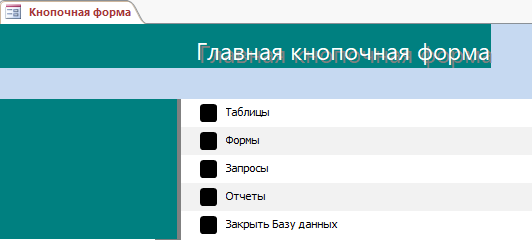 Кнопочная форма
Главная кнопочная форма
Таблицы
Формы
Запросы
Отчеты
Закрыть Базу данных